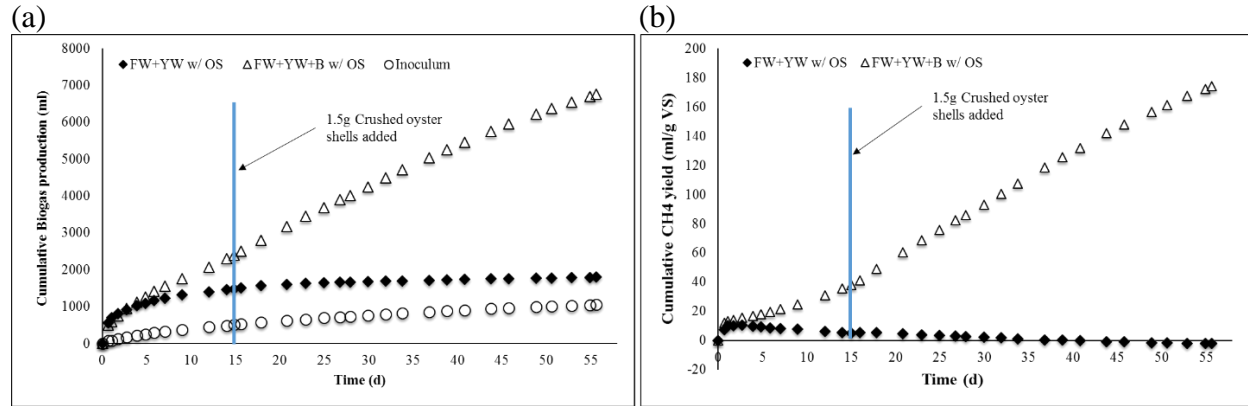 (a)
8000
7000
6000
5000
4000
3000
2000
1000
0
Cumulative Biogas production (ml)
◆FW+YW w/ OS △FW+YW+B w/ OS ○Inoculum
1.5g Crushed oyster
shells added
0 5 10 15 20 25 30 35 40 45 50 55
Time (d)
(b)
200
180
160
140
120
100
80
60
40
20
0
-20
Cumulative CH4 yield (ml/g VS)
◆FW+YW w/ OS △FW+YW+B w/ OS
1.5g Crushed oyster
shells added
0 5 10 15 20 25 30 35 40 45 50 55
Time (d)